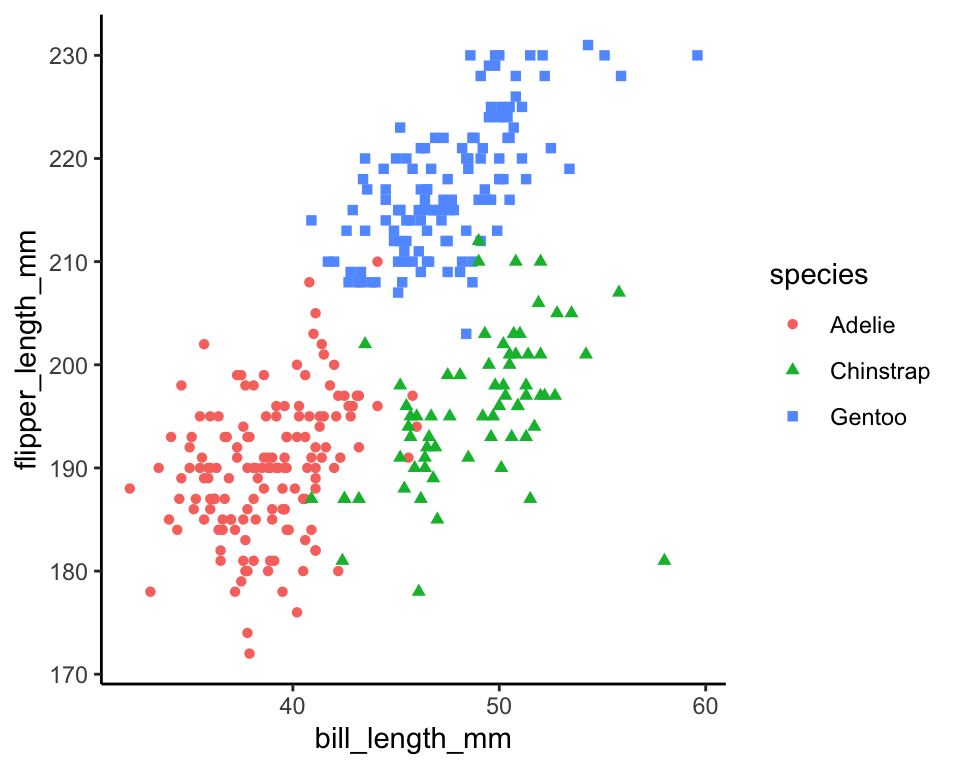 flipper_length_mm
230
220
210
200
190
180
170
40
50
60
bill_length_mm
species
Adelie
Chinstrap
Gentoo